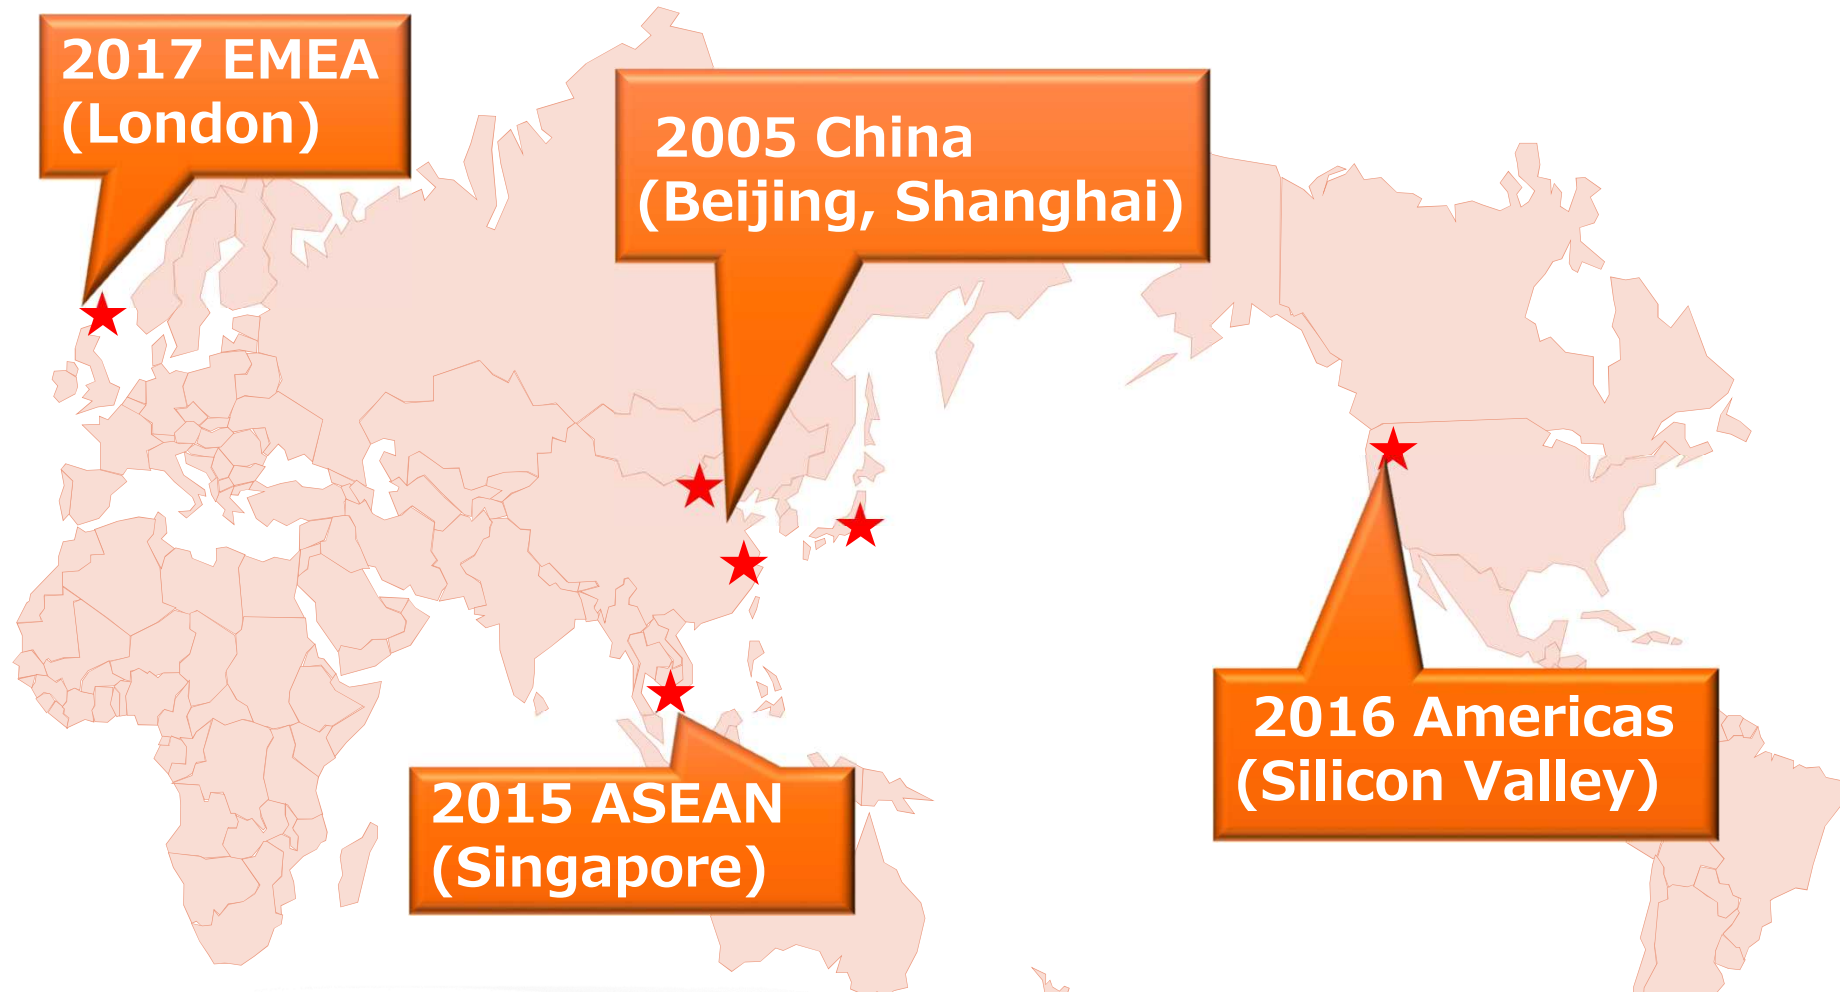 2017 EMEA
(London)
2005 China
(Beijing, Shanghai)
2015 ASEAN
(Singapore)
2016 Americas
(Silicon Valley)